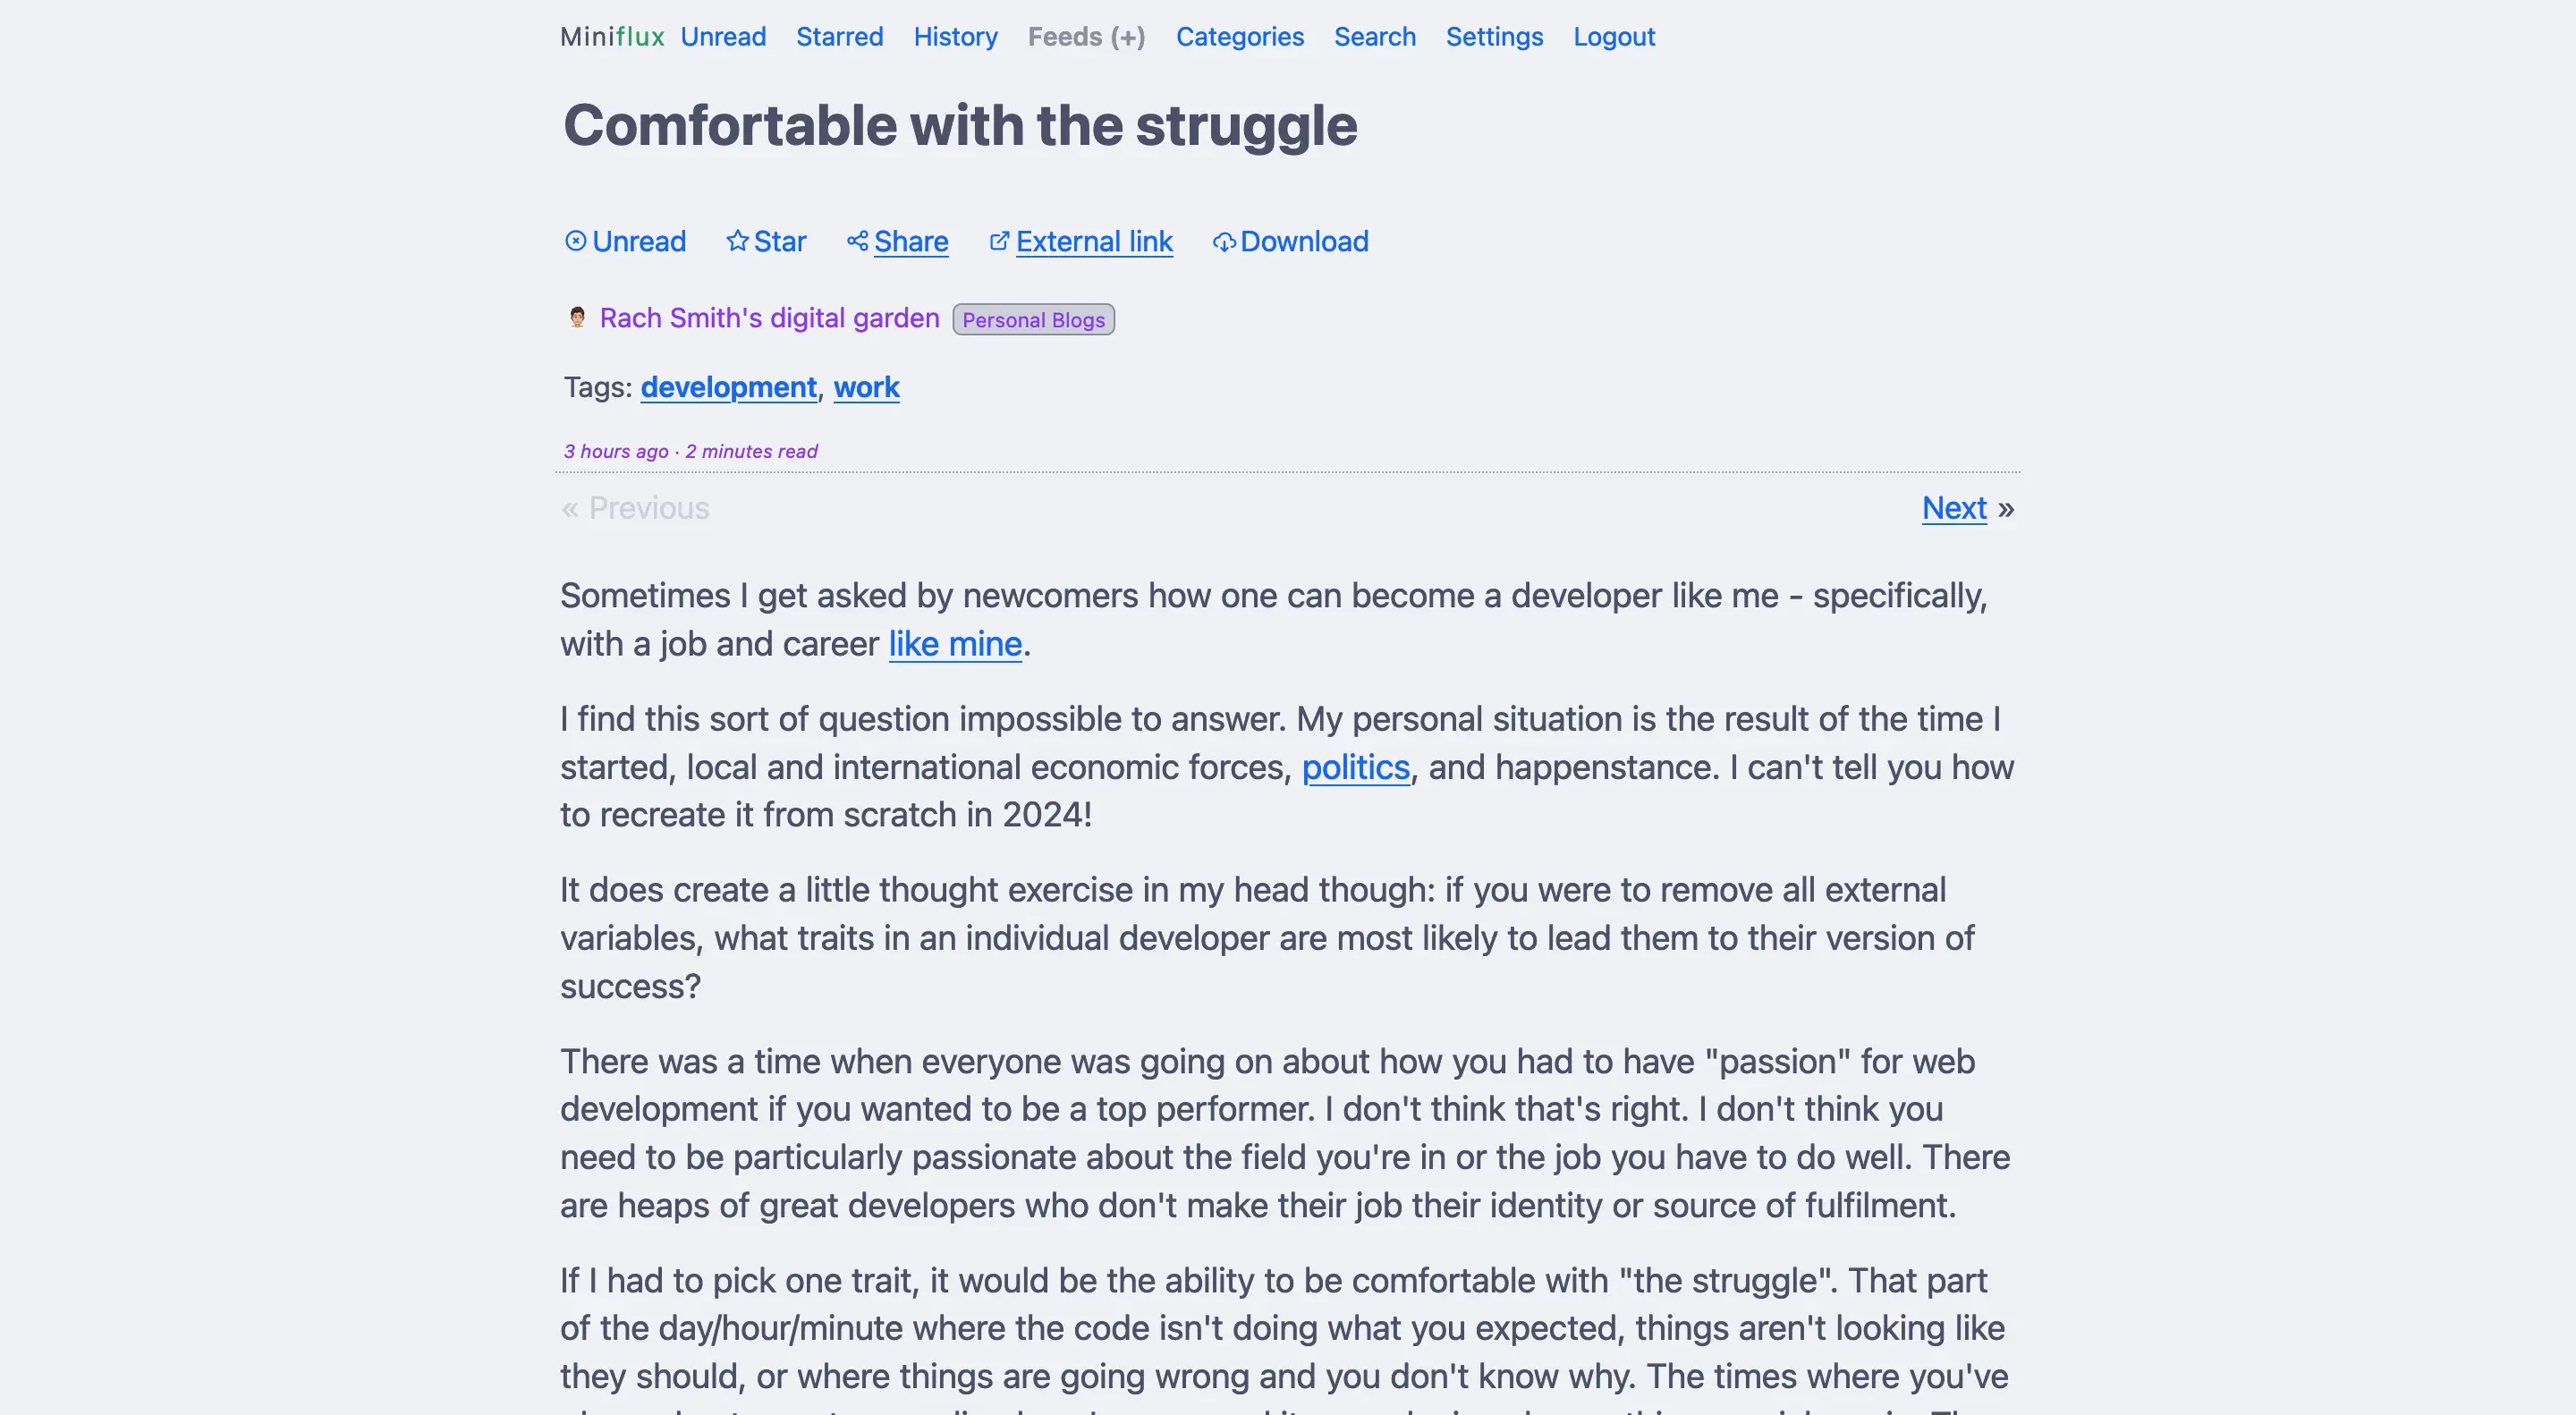 Miniflux Unread Starred History Feeds (+) Categories Search Settings Logout
Comfortable with the struggle
Unread Star Share External link Download
Rach Smith's digital garden Personal Blogs
Tags: development, work
3 hours ago · 2 minutes read
« Previous Next »
Sometimes I get asked by newcomers how one can become a developer like me - specifically,
with a job and career like mine.
I find this sort of question impossible to answer. My personal situation is the result of the time I
started, local and international economic forces, politics, and happenstance. I can't tell you how
to recreate it from scratch in 2024!
It does create a little thought exercise in my head though: if you were to remove all external
variables, what traits in an individual developer are most likely to lead them to their version of
success?
There was a time when everyone was going on about how you had to have "passion" for web
development if you wanted to be a top performer. I don't think that's right. I don't think you
need to be particularly passionate about the field you're in or the job you have to do well. There
are heaps of great developers who don't make their job their identity or source of fulfilment.
If I had to pick one trait, it would be the ability to be comfortable with "the struggle". That part
of the day/hour/minute where the code isn't doing what you expected, things aren't looking like
they should, or where things are going wrong and you don't know why. The times where you've